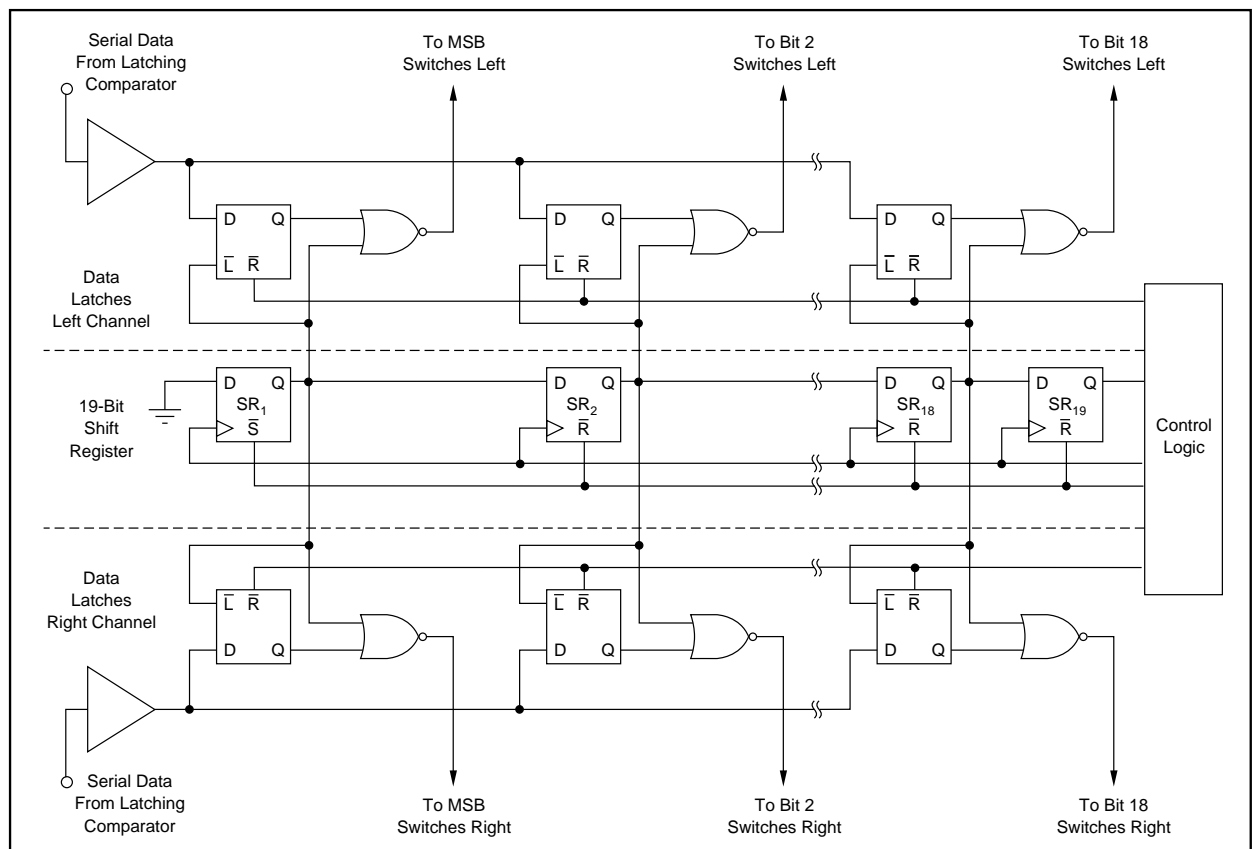 Serial Data
From Latching
Comparator
To MSB
Switches Left
To Bit 2
Switches Left
To Bit 18
Switches Left
D Q
L̅ R̅
D Q
L̅ R̅
D Q
L̅ R̅
Data
Latches
Left Channel
19-Bit
Shift
Register
D Q
SR₁
S̅
D Q
SR₂
R̅
D Q
SR₁₈
R̅
D Q
SR₁₉
R̅
Control
Logic
Data
Latches
Right Channel
L̅ R̅
D Q
L̅ R̅
D Q
L̅ R̅
D Q
Serial Data
From Latching
Comparator
To MSB
Switches Right
To Bit 2
Switches Right
To Bit 18
Switches Right